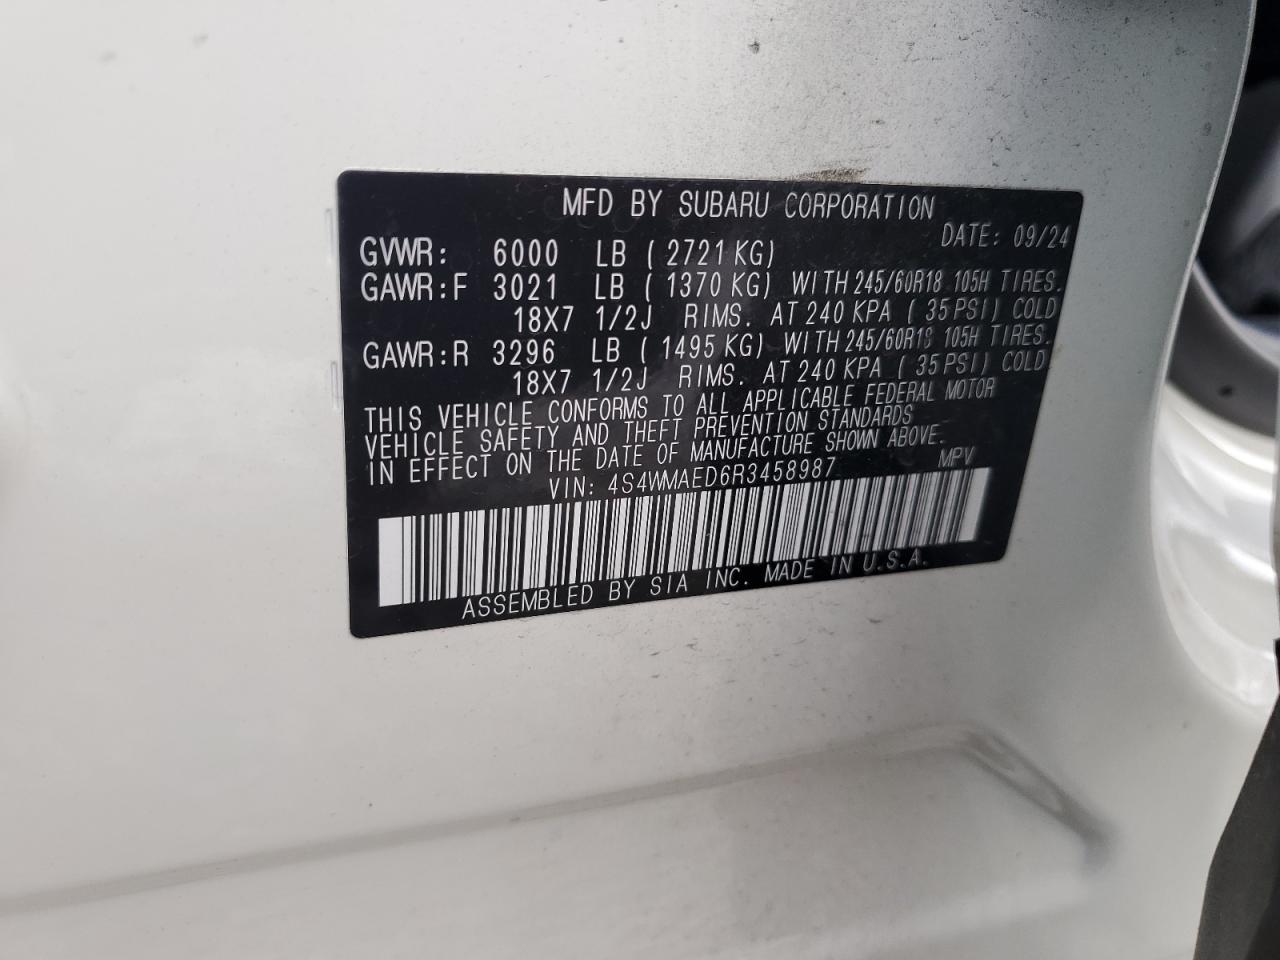 MFD BY SUBARU CORPORATION
DATE: 09/24
GVWR: 6000 LB ( 2721 KG)
GAWR:F 3021 LB ( 1370 KG) WITH 245/60R18 105H TIRES.
18X7 1/2J RIMS. AT 240 KPA ( 35 PSI) COLD
GAWR:R 3296 LB ( 1495 KG) WITH 245/60R18 105H TIRES.
18X7 1/2J RIMS. AT 240 KPA ( 35 PSI) COLD
THIS VEHICLE CONFORMS TO ALL APPLICABLE FEDERAL MOTOR
VEHICLE SAFETY AND THEFT PREVENTION STANDARDS
IN EFFECT ON THE DATE OF MANUFACTURE SHOWN ABOVE.
VIN: 4S4WMAED6R3458987 MPV
ASSEMBLED BY SIA INC. MADE IN U.S.A.